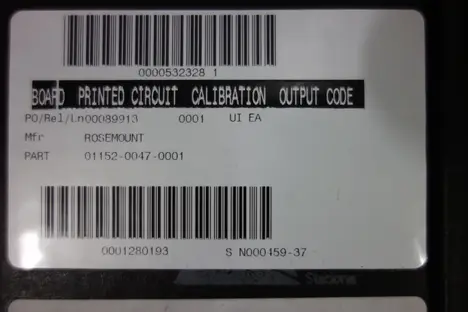 0000532328 1
BOARD PRINTED CIRCUIT CALIBRATION OUTPUT CODE
PO/Rel/Ln00089913 0001 UI EA
Mfr ROSEMOUNT
PART 01152-0047-0001
0001280193 S N000459-37